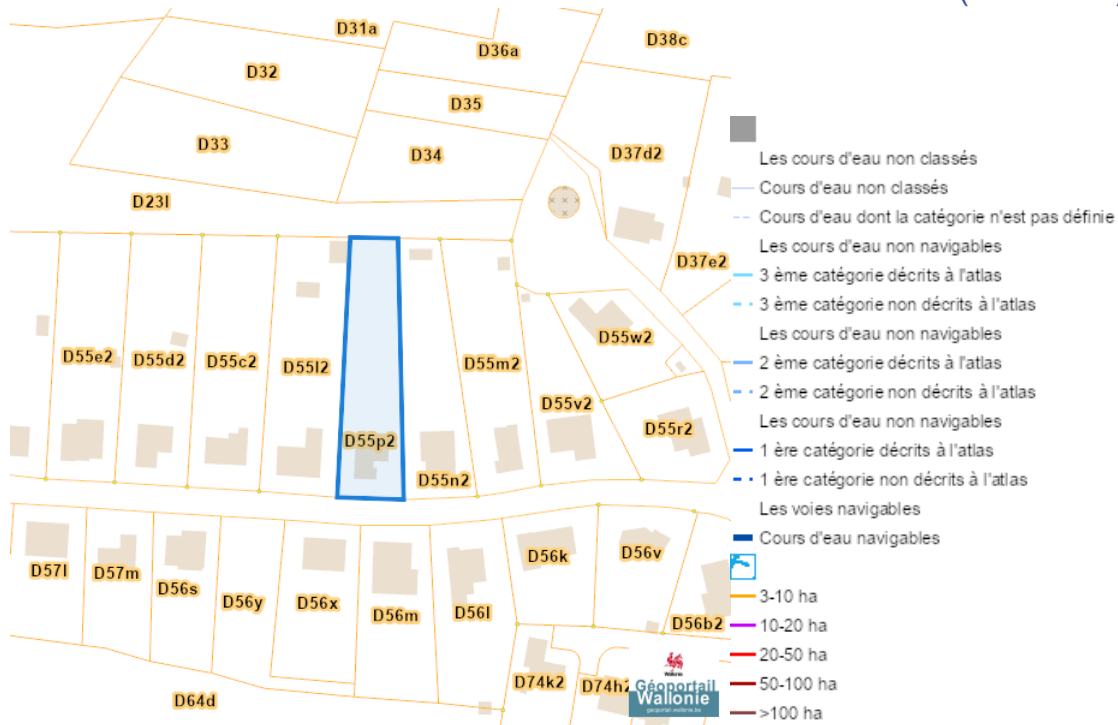 D31a
D36a
D38c
D32
D35
D33
D34
D37d2
D23l
D37e2
D55e2
D55d2
D55c2
D55l2
D55m2
D55w2
D55v2
D55r2
D55p2
D55n2
D57l
D57m
D56s
D56y
D56x
D56m
D56l
D56k
D56v
D56b2
D64d
D74k2
D74h2
Wallonie
Géoportail
Wallonie
geoportail.wallonie.be
Les cours d'eau non classés
Cours d'eau non classés
Cours d'eau dont la catégorie n'est pas définie
Les cours d'eau non navigables
3 ème catégorie décrits à l'atlas
3 ème catégorie non décrits à l'atlas
Les cours d'eau non navigables
2 ème catégorie décrits à l'atlas
2 ème catégorie non décrits à l'atlas
Les cours d'eau non navigables
1 ère catégorie décrits à l'atlas
1 ère catégorie non décrits à l'atlas
Les voies navigables
Cours d'eau navigables
3-10 ha
10-20 ha
20-50 ha
50-100 ha
>100 ha